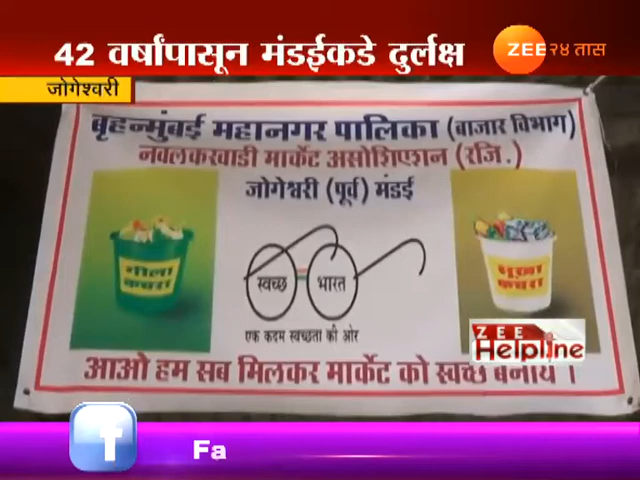 42 वर्षांपासून मंडईकडे दुर्लक्ष
ZEE २४ तास
जोगेश्वरी
बृहन्मुंबई महानगर पालिका (बाजार विभाग)
नवलकरवाडी मार्केट असोशिएशन (रजि.)
जोगेश्वरी (पूर्व) मंडई
गीला कचरा
स्वच्छ भारत
सूखा कचरा
एक कदम स्वच्छता की ओर
ZEE Helpline
आओ हम सब मिलकर मार्केट को स्वच्छ बनाये ।
f
Fa